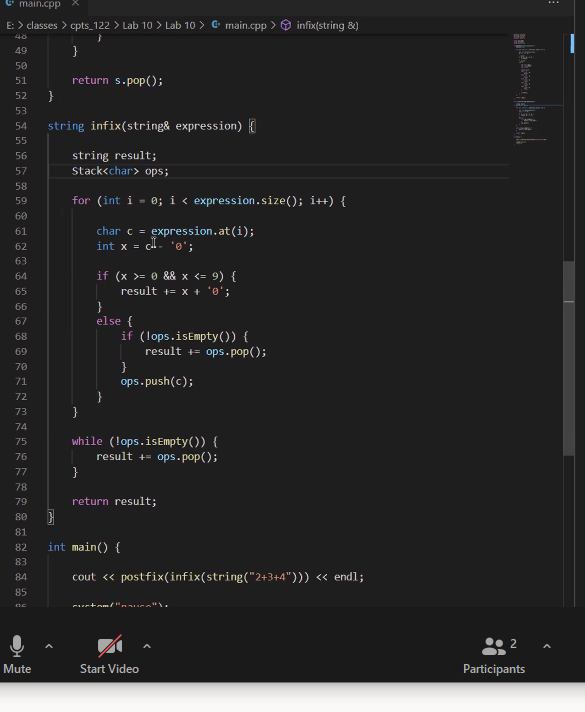 main.cpp
E: > classes > cpts_122 > Lab 10 > Lab 10 > main.cpp > infix(string &)
48 }
49 }
50
51 return s.pop();
52 }
53
54 string infix(string& expression) {
55
56 string result;
57 Stack<char> ops;
58
59 for (int i = 0; i < expression.size(); i++) {
60
61 char c = expression.at(i);
62 int x = c - '0';
63
64 if (x >= 0 && x <= 9) {
65 result += x + '0';
66 }
67 else {
68 if (!ops.isEmpty()) {
69 result += ops.pop();
70 }
71 ops.push(c);
72 }
73 }
74
75 while (!ops.isEmpty()) {
76 result += ops.pop();
77 }
78
79 return result;
80 }
81
82 int main() {
83
84 cout << postfix(infix(string("2+3+4"))) << endl;
85
86 system("pause");
2
Mute Start Video Participants